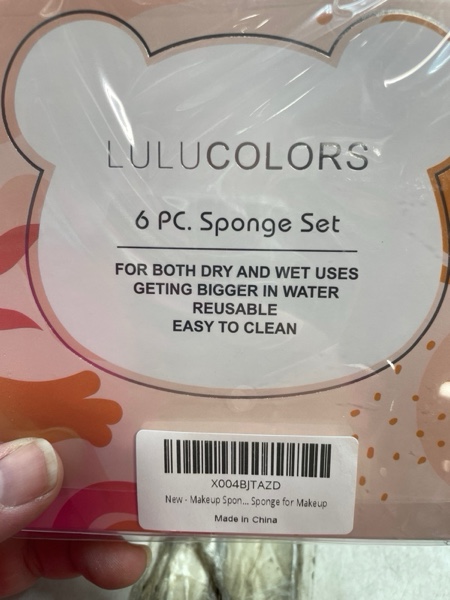 LULUCOLORS
6 PC. Sponge Set
FOR BOTH DRY AND WET USES
GETING BIGGER IN WATER
REUSABLE
EASY TO CLEAN
X004BJTAZD
New - Makeup Spon... Sponge for Makeup
Made in China